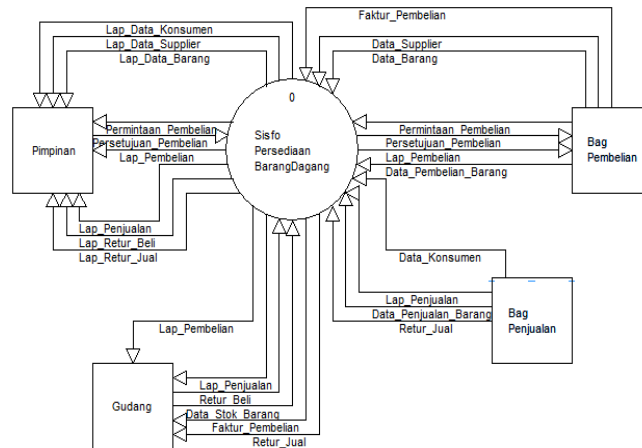 Faktur_Pembelian
Lap_Data_Konsumen
Lap_Data_Supplier
Lap_Data_Barang
Data_Supplier
Data_Barang
0
Sisfo
Persediaan
BarangDagang
Pimpinan
Permintaan_Pembelian
Persetujuan_Pembelian
Lap_Pembelian
Permintaan_Pembelian
Persetujuan_Pembelian
Lap_Pembelian
Data_Pembelian_Barang
Bag
Pembelian
Lap_Penjualan
Lap_Retur_Beli
Lap_Retur_Jual
Data_Konsumen
Lap_Penjualan
Data_Penjualan_Barang
Retur_Jual
Bag
Penjualan
Lap_Pembelian
Gudang
Lap_Penjualan
Retur_Beli
Data_Stok_Barang
Faktur_Pembelian
Retur_Jual